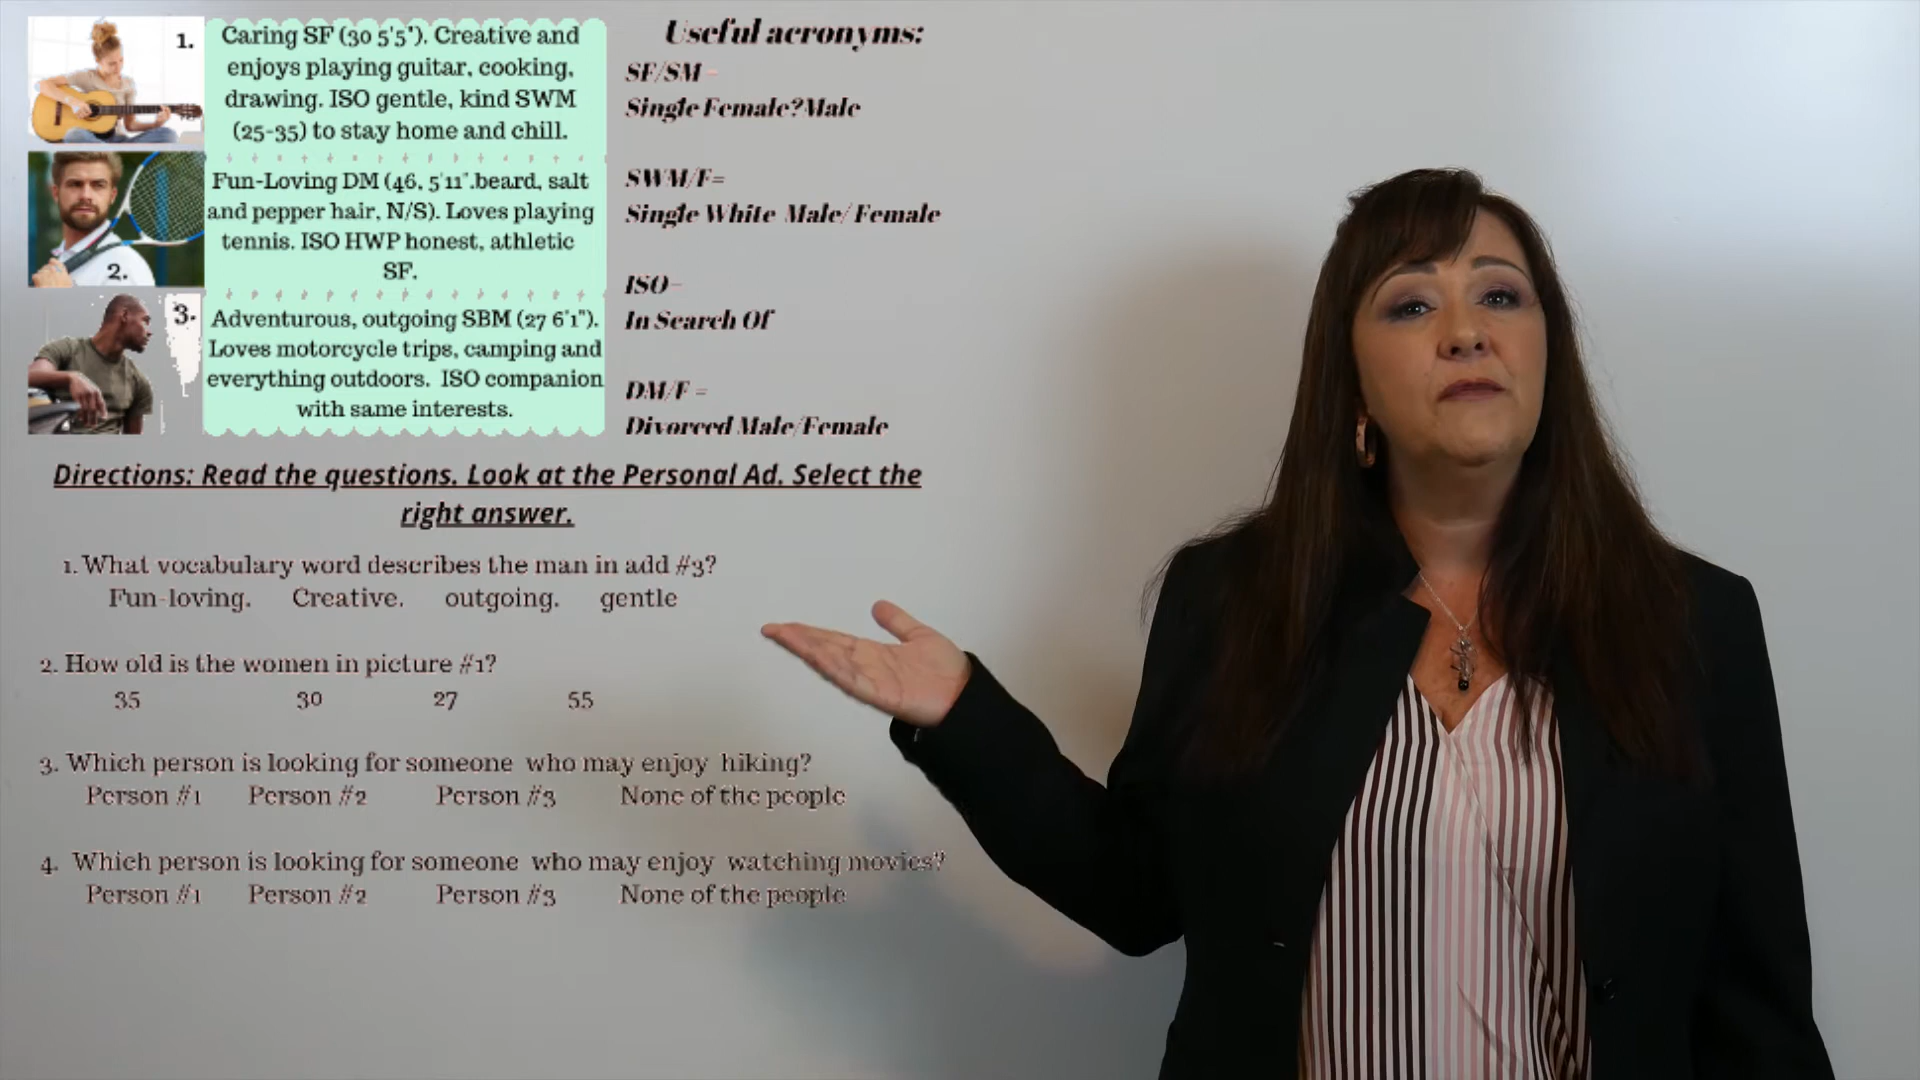 1.
Caring SF (30 5'5"). Creative and
enjoys playing guitar, cooking,
drawing. ISO gentle, kind SWM
(25-35) to stay home and chill.
2.
Fun-Loving DM (46, 5'11".beard, salt
and pepper hair, N/S). Loves playing
tennis. ISO HWP honest, athletic
SF.
3.
Adventurous, outgoing SBM (27 6'1").
Loves motorcycle trips, camping and
everything outdoors. ISO companion
with same interests.
Useful acronyms:
SF/SM =
Single Female?Male
SWM/F=
Single White Male/Female
ISO=
In Search Of
DM/F =
Divorced Male/Female
Directions: Read the questions. Look at the Personal Ad. Select the
right answer.
1. What vocabulary word describes the man in add #3?
Fun-loving. Creative. outgoing. gentle
2. How old is the women in picture #1?
35 30 27 55
3. Which person is looking for someone who may enjoy hiking?
Person #1 Person #2 Person #3 None of the people
4. Which person is looking for someone who may enjoy watching movies?
Person #1 Person #2 Person #3 None of the people